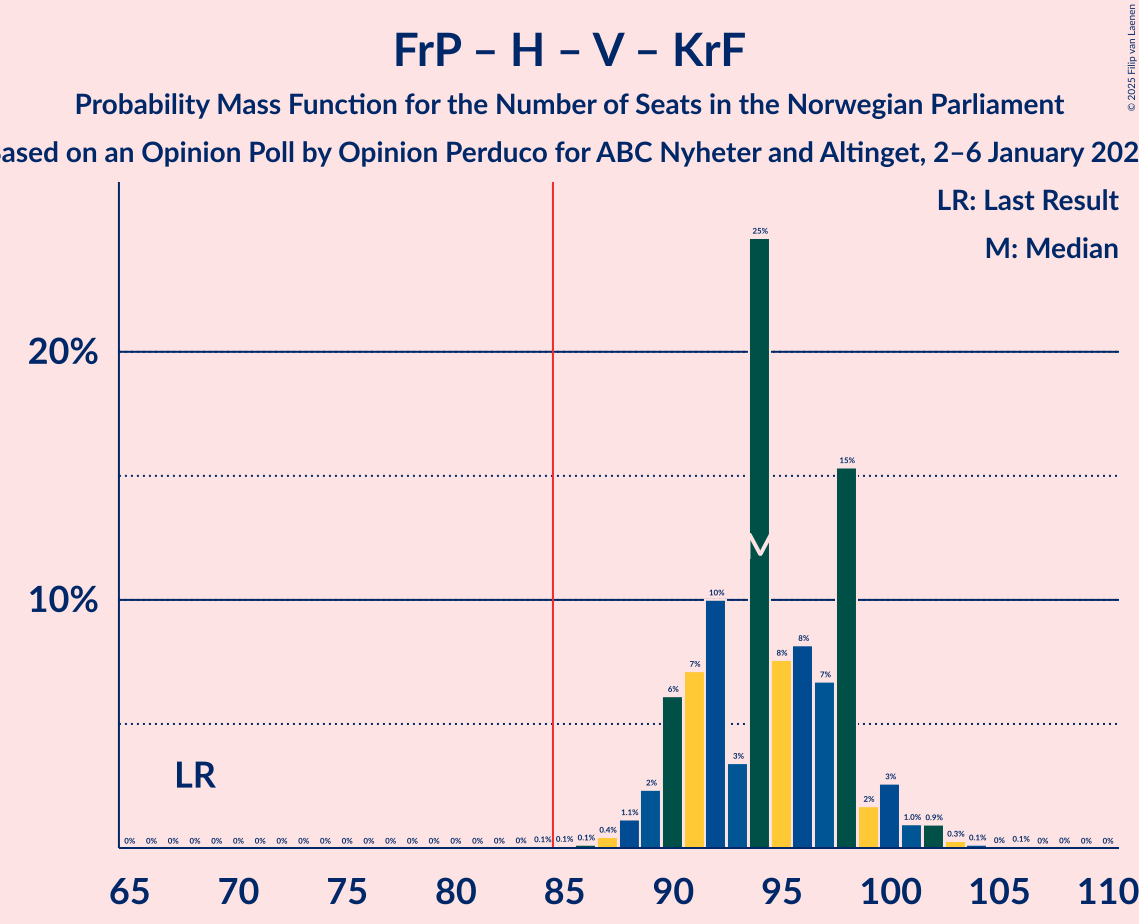 FrP – H – V – KrF
Probability Mass Function for the Number of Seats in the Norwegian Parliament
ased on an Opinion Poll by Opinion Perduco for ABC Nyheter and Altinget, 2–6 January 202
© 2025 Filip van Laenen
LR: Last Result
M: Median
25%
20%
15%
10%
10%
8% 8%
7% 7%
6%
3% 3%
2% 2%
LR
M
0% 0% 0% 0% 0% 0% 0% 0% 0% 0% 0% 0% 0% 0% 0% 0% 0% 0% 0% 0.1% 0.1% 0.1% 0.4% 1.1% 1.0% 0.9% 0.3% 0.1% 0% 0.1% 0% 0% 0% 0%
65 70 75 80 85 90 95 100 105 110